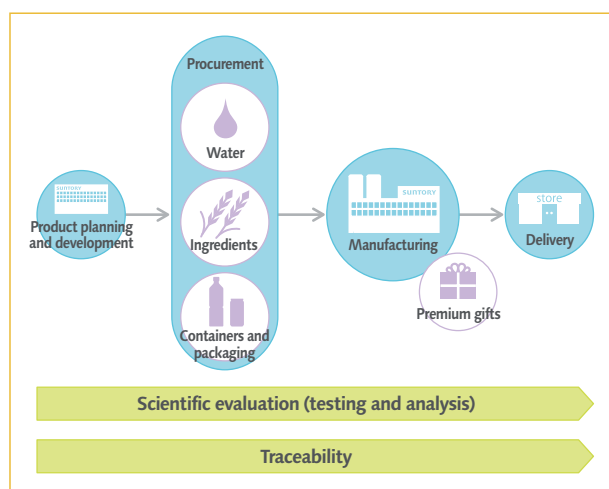 Procurement
Water
SUNTORY
Product planning
and development
Ingredients
Containers and
packaging
SUNTORY
Manufacturing
Premium gifts
store
Delivery
Scientific evaluation (testing and analysis)
Traceability